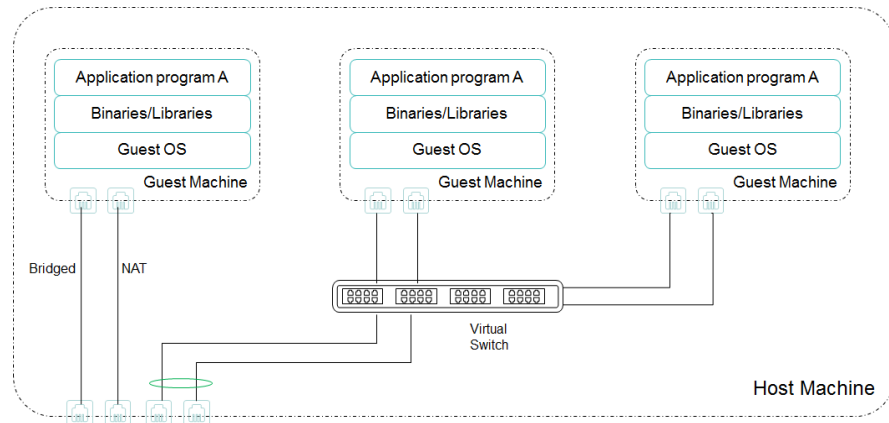 Application program A
Binaries/Libraries
Guest OS
Guest Machine
Application program A
Binaries/Libraries
Guest OS
Guest Machine
Application program A
Binaries/Libraries
Guest OS
Guest Machine
Bridged
NAT
Virtual
Switch
Host Machine